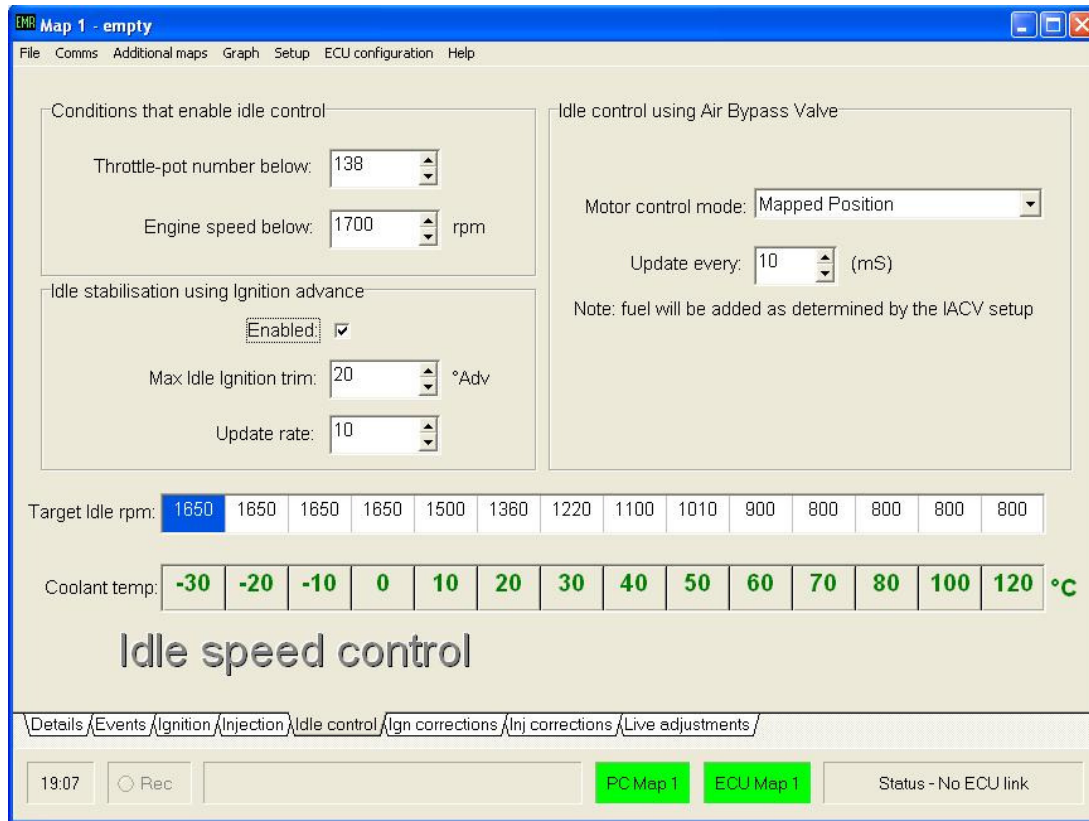 EMR Map 1 - empty
File Comms Additional maps Graph Setup ECU configuration Help
Conditions that enable idle control
Throttle-pot number below: 138
Engine speed below: 1700 rpm
Idle stabilisation using Ignition advance
Enabled:
Max Idle Ignition trim: 20 °Adv
Update rate: 10
Idle control using Air Bypass Valve
Motor control mode: Mapped Position
Update every: 10 (mS)
Note: fuel will be added as determined by the IACV setup
Target Idle rpm: 1650 1650 1650 1650 1500 1360 1220 1100 1010 900 800 800 800 800
Coolant temp: -30 -20 -10 0 10 20 30 40 50 60 70 80 100 120 °C
Idle speed control
Details Events Ignition Injection Idle control Ign corrections Inj corrections Live adjustments
19:07 Rec PC Map 1 ECU Map 1 Status - No ECU link